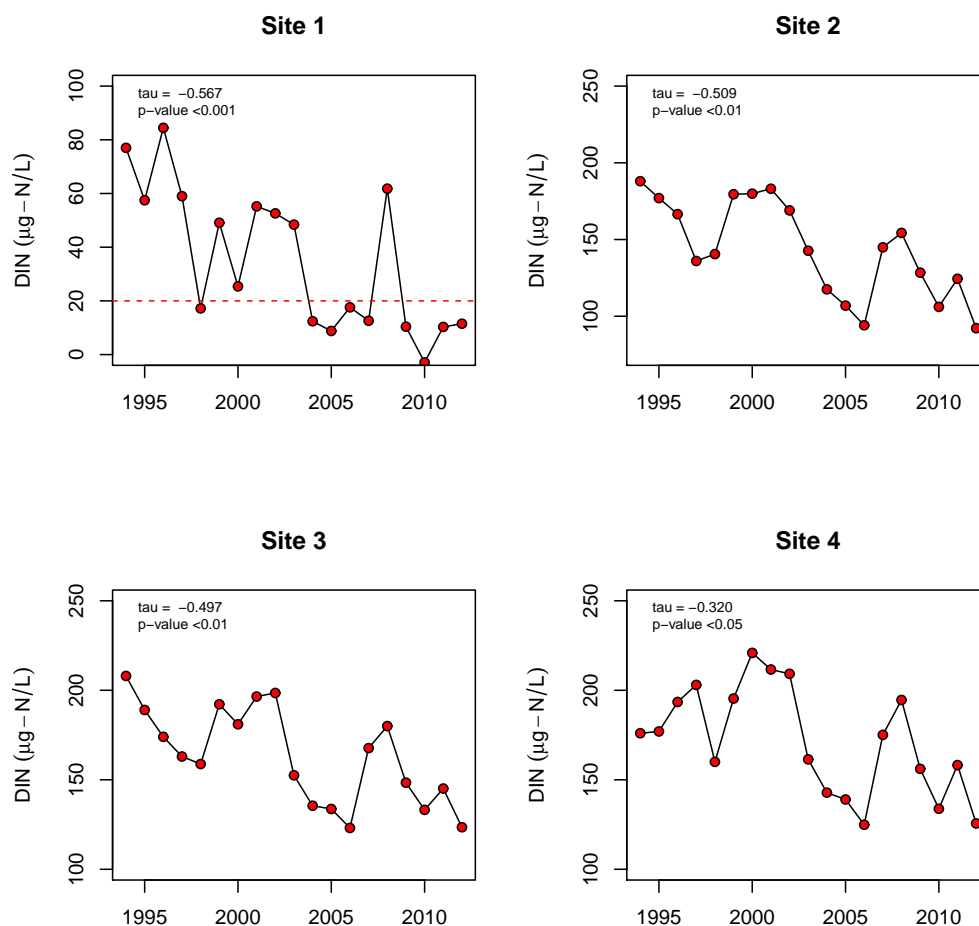 Site 1
tau =  −0.567
p−value <0.001
DIN (μg−N/L)
100
80
60
40
20
0
1995 2000 2005 2010
Site 2
tau =  −0.509
p−value <0.01
DIN (μg−N/L)
250
200
150
100
1995 2000 2005 2010
Site 3
tau =  −0.497
p−value <0.01
DIN (μg−N/L)
250
200
150
100
1995 2000 2005 2010
Site 4
tau = −0.320
p−value <0.05
DIN (μg−N/L)
250
200
150
100
1995 2000 2005 2010